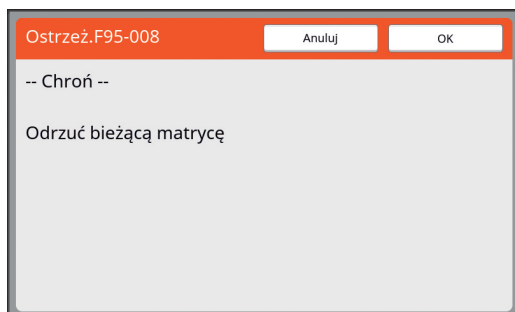 Ostrzeż.F95-008
Anuluj
OK
-- Chroń --
Odrzuć bieżącą matrycę